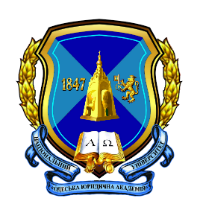 1847
Α Ω
НАЦІОНАЛЬНИЙ УНІВЕРСИТЕТ
"ОДЕСЬКА ЮРИДИЧНА АКАДЕМІЯ"